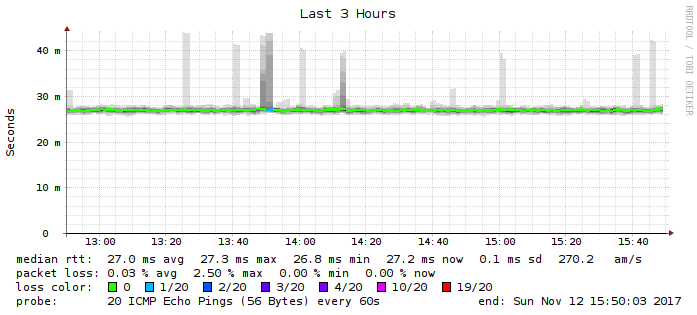 Last 3 Hours
RRDTOOL / TOBI OETIKER
Seconds
40 m
30 m
20 m
10 m
0
13:00 13:20 13:40 14:00 14:20 14:40 15:00 15:20 15:40
median rtt: 27.0 ms avg 27.3 ms max 26.8 ms min 27.2 ms now 0.1 ms sd 270.2 am/s
packet loss: 0.03 % avg 2.50 % max 0.00 % min 0.00 % now
loss color: 0 1/20 2/20 3/20 4/20 10/20 19/20
probe: 20 ICMP Echo Pings (56 Bytes) every 60s end: Sun Nov 12 15:50:03 2017